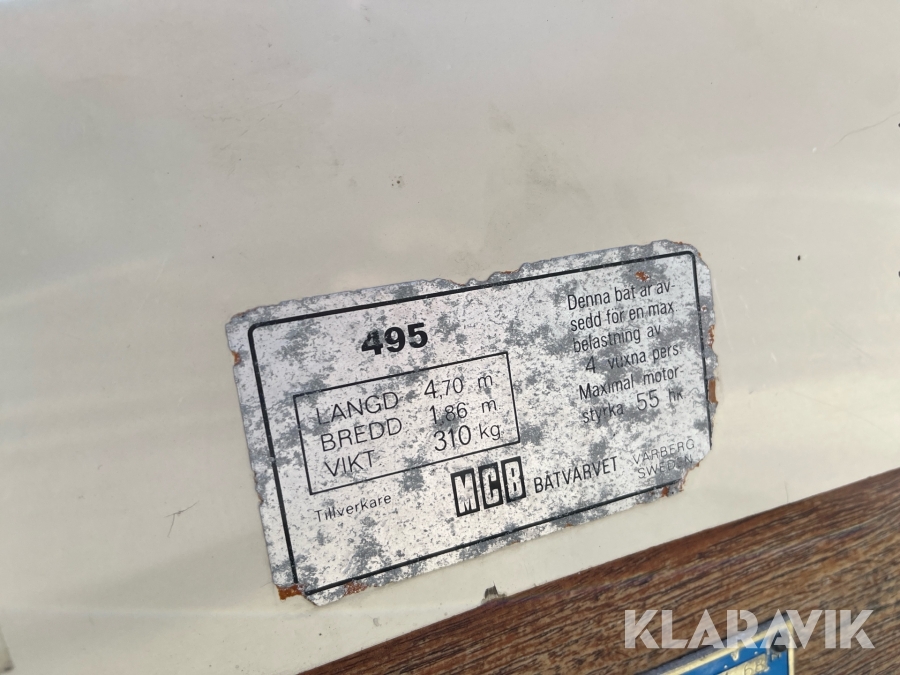 495
LÄNGD 4,70 m
BREDD 1,86 m
VIKT 310 kg
Denna båt är av-
sedd för en max
belastning av
4 vuxna pers
Maximal motor-
styrka 55 hk
Tillverkare
MCB BÅTVARVET VARBERG
SWEDEN
KLARAVIK